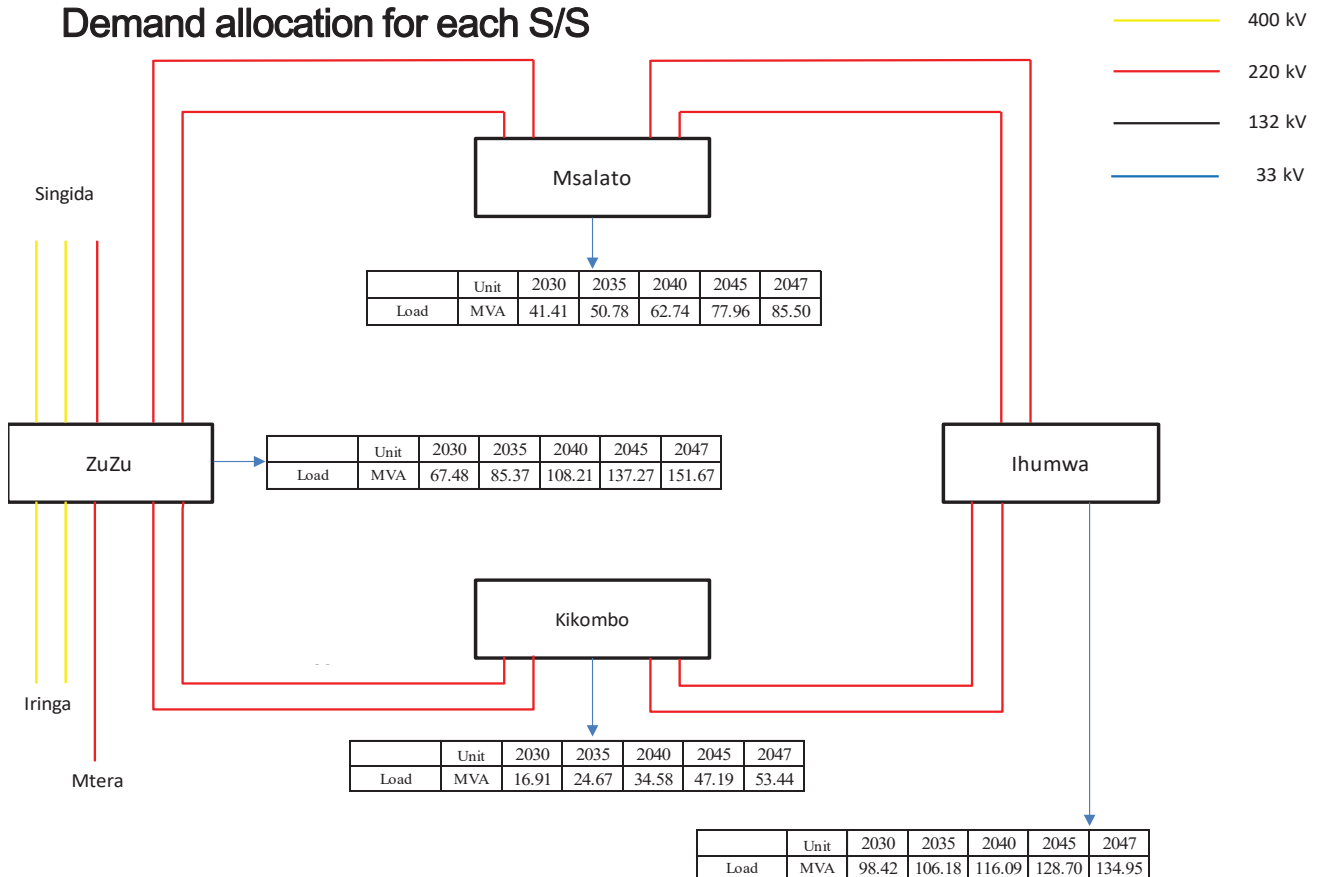 Demand allocation for each S/S
400 kV
220 kV
132 kV
33 kV
Msalato
Singida
Unit 2030 2035 2040 2045 2047
Load MVA 41.41 50.78 62.74 77.96 85.50
ZuZu
Unit 2030 2035 2040 2045 2047
Load MVA 67.48 85.37 108.21 137.27 151.67
Ihumwa
Kikombo
Iringa
Mtera
Unit 2030 2035 2040 2045 2047
Load MVA 16.91 24.67 34.58 47.19 53.44
Unit 2030 2035 2040 2045 2047
Load MVA 98.42 106.18 116.09 128.70 134.95